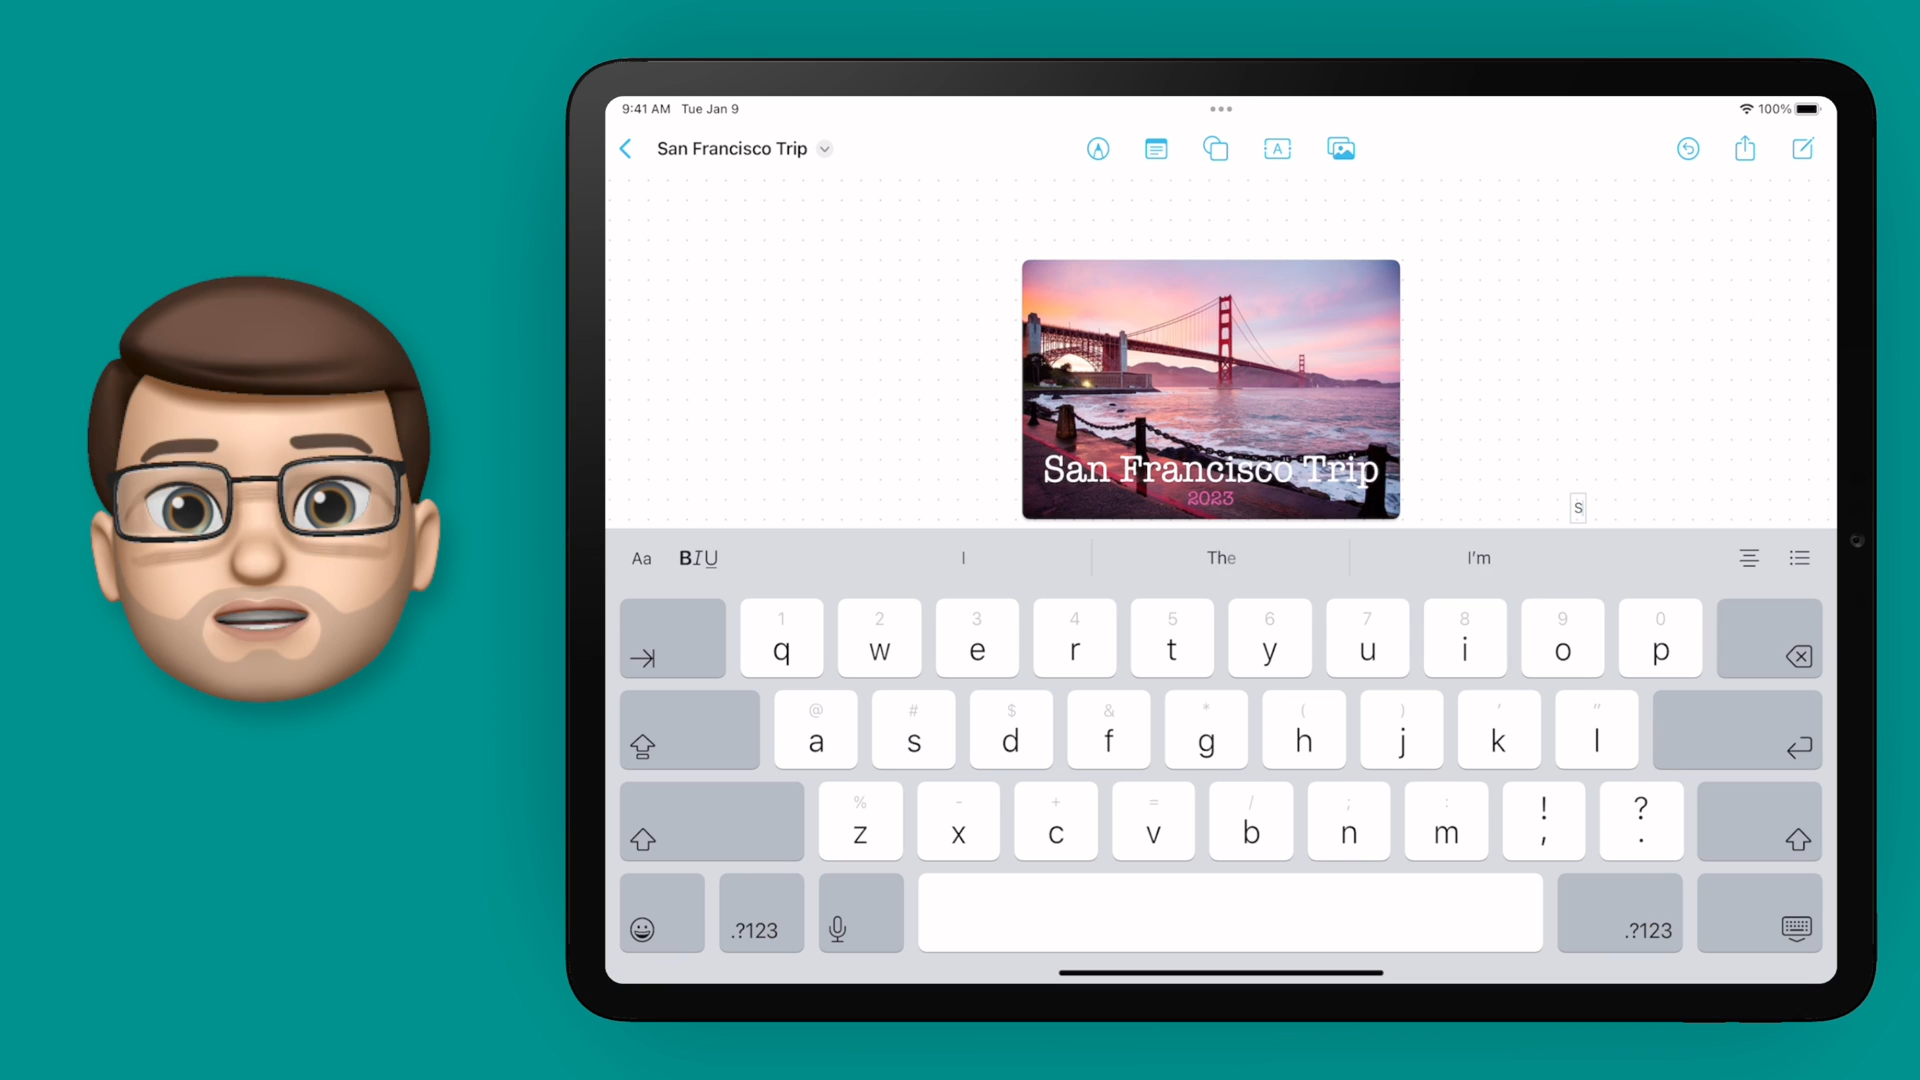 9:41 AM Tue Jan 9
100%
San Francisco Trip
A
San Francisco Trip
2023
S
Aa BIU I The I'm
1 2 3 4 5 6 7 8 9 0
q w e r t y u i o p
@ # $ & * ( ) ' "
a s d f g h j k l
% - + = / ; : ! ?
z x c v b n m , .
.?123 .?123